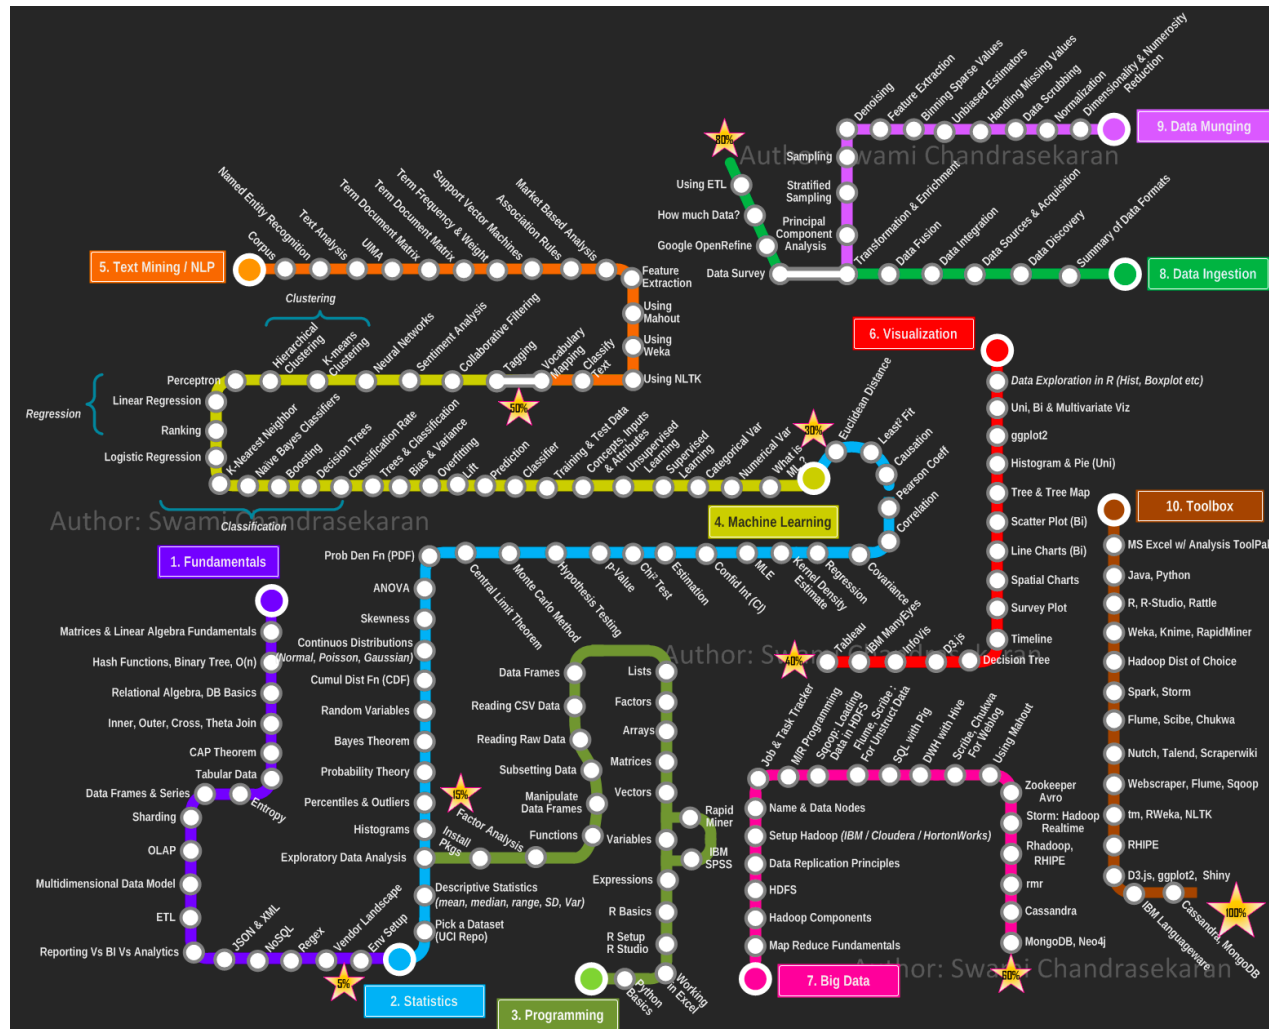 Dimensionality & Numerosity
Reduction
Normalization
Data Scrubbing
Handling Missing Values
Unbiased Estimators
Binning Sparse Values
Feature Extraction
Denoising
9. Data Munging
80%
Author: Swami Chandrasekaran
Sampling
Stratified
Sampling
Principal
Component
Analysis
Using ETL
How much Data?
Google OpenRefine
Data Survey
Transformation & Enrichment
Data Fusion
Data Integration
Data Sources & Acquisition
Data Discovery
Summary of Data Formats
8. Data Ingestion
5. Text Mining / NLP
Corpus
Named Entity Recognition
Text Analysis
UIMA
Term Document Matrix
Term Document Matrix
Term Frequency & Weight
Support Vector Machines
Association Rules
Market Based Analysis
Feature
Extraction
Using
Mahout
Using
Weka
Using NLTK
Classify
Text
Vocabulary
Mapping
Tagging
50%
Collaborative Filtering
Sentiment Analysis
Neural Networks
K-means
Clustering
Hierarchical
Clustering
Clustering
Perceptron
Linear Regression
Regression
Ranking
Logistic Regression
K-Nearest Neighbor
Naive Bayes Classifiers
Boosting
Decision Trees
Classification Rate
Trees & Classification
Bias & Variance
Overfitting
Lift
Prediction
Classifier
Training & Test Data
Concepts, Inputs
& Attributes
Unsupervised
Learning
Supervised
Learning
Categorical Var
Numerical Var
What is
ML?
30%
Classification
Author: Swami Chandrasekaran
4. Machine Learning
Euclidean Distance
Least² Fit
Causation
Pearson Coeff
Correlation
Covariance
Regression
Kernel Density
Estimate
MLE
Confid Int (CI)
Estimation
Chi² Test
p-Value
Hypothesis Testing
Monte Carlo Method
Central Limit Theorem
Prob Den Fn (PDF)
ANOVA
Skewness
Continuos Distributions
(Normal, Poisson, Gaussian)
Cumul Dist Fn (CDF)
Random Variables
Bayes Theorem
Probability Theory
Percentiles & Outliers
Histograms
Exploratory Data Analysis
Descriptive Statistics
(mean, median, range, SD, Var)
Pick a Dataset
(UCI Repo)
2. Statistics
1. Fundamentals
Matrices & Linear Algebra Fundamentals
Hash Functions, Binary Tree, O(n)
Relational Algebra, DB Basics
Inner, Outer, Cross, Theta Join
CAP Theorem
Tabular Data
Entropy
Data Frames & Series
Sharding
OLAP
Multidimensional Data Model
ETL
Reporting Vs BI Vs Analytics
JSON & XML
NoSQL
Regex
Vendor Landscape
Env Setup
5%
3. Programming
Python
Basics
Working
in Excel
R Setup
R Studio
R Basics
Expressions
IBM
SPSS
Rapid
Miner
Variables
Vectors
Matrices
Arrays
Factors
Lists
Data Frames
Reading CSV Data
Reading Raw Data
Subsetting Data
Manipulate
Data Frames
Functions
Factor Analysis
Install
Pkgs
15%
6. Visualization
Data Exploration in R (Hist, Boxplot etc)
Uni, Bi & Multivariate Viz
ggplot2
Histogram & Pie (Uni)
Tree & Tree Map
Scatter Plot (Bi)
Line Charts (Bi)
Spatial Charts
Survey Plot
Timeline
Decision Tree
D3.js
InfoVis
IBM ManyEyes
Tableau
40%
Author: Swami Chandrasekaran
7. Big Data
Map Reduce Fundamentals
Hadoop Components
HDFS
Data Replication Principles
Setup Hadoop (IBM / Cloudera / HortonWorks)
Name & Data Nodes
Job & Task Tracker
M/R Programming
Sqoop: Loading
Data in HDFS
Flume, Scribe :
For Unstruct Data
SQL with Pig
DWH with Hive
Scribe, Chukwa
For Weblog
Using Mahout
Zookeeper
Avro
Storm: Hadoop
Realtime
Rhadoop,
RHIPE
rmr
Cassandra
MongoDB, Neo4j
60%
Author: Swami Chandrasekaran
10. Toolbox
MS Excel w/ Analysis ToolPa
Java, Python
R, R-Studio, Rattle
Weka, Knime, RapidMiner
Hadoop Dist of Choice
Spark, Storm
Flume, Scibe, Chukwa
Nutch, Talend, Scraperwiki
Webscraper, Flume, Sqoop
tm, RWeka, NLTK
RHIPE
D3.js, ggplot2, Shiny
IBM Languageware
Cassandra, MongoDB
100%